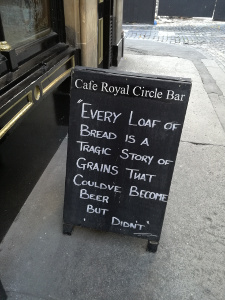 Cafe Royal Circle Bar
"Every Loaf of
Bread is a
Tragic Story of
Grains That
Couldve Become
Beer
But
Didn't"